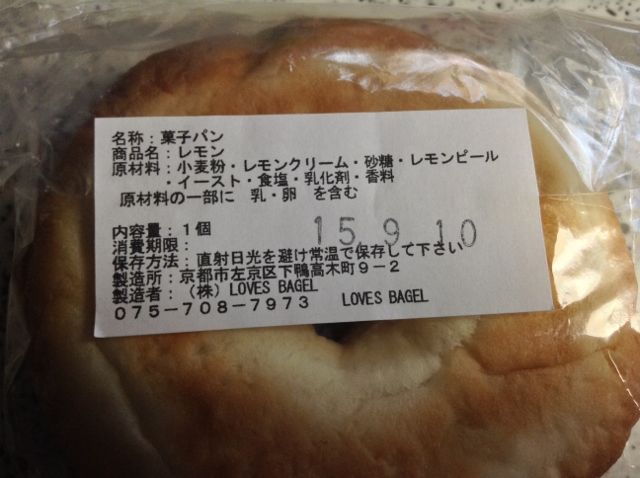 名称：菓子パン
商品名：レモン
原材料：小麦粉・レモンクリーム・砂糖・レモンピール
・イースト・食塩・乳化剤・香料
原材料の一部に　乳・卵　を含む
内容量：１個
消費期限：　15.9.10
保存方法：直射日光を避け常温で保存して下さい
製造所：京都市左京区下鴨高木町９－２
製造者：（株）LOVES BAGEL
０７５－７０８－７９７３　LOVES BAGEL